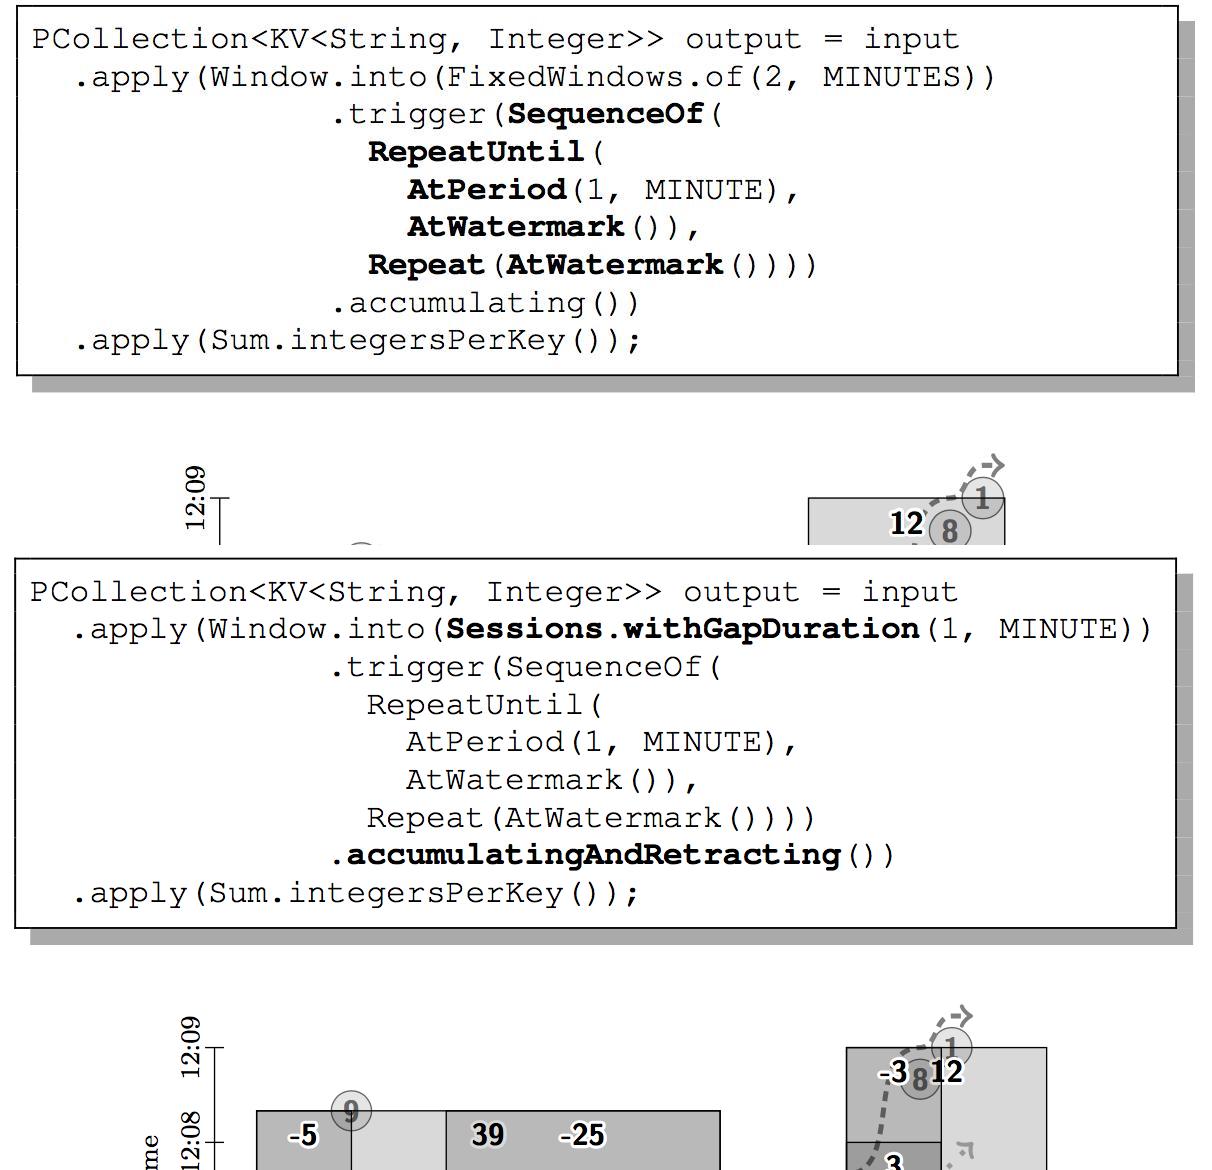 PCollection<KV<String, Integer>> output = input
.apply(Window.into(FixedWindows.of(2, MINUTES))
.trigger(SequenceOf(
RepeatUntil(
AtPeriod(1, MINUTE),
AtWatermark()),
Repeat(AtWatermark())))
.accumulating())
.apply(Sum.integersPerKey());
12:09
1
12
8
PCollection<KV<String, Integer>> output = input
.apply(Window.into(Sessions.withGapDuration(1, MINUTE))
.trigger(SequenceOf(
RepeatUntil(
AtPeriod(1, MINUTE),
AtWatermark()),
Repeat(AtWatermark())))
.accumulatingAndRetracting())
.apply(Sum.integersPerKey());
12:09
1
-3 8 12
9
-5 39 -25
12:08
3
me